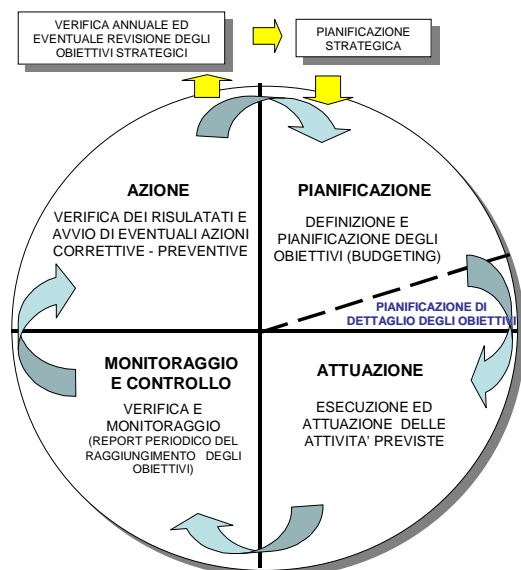 VERIFICA ANNUALE ED
EVENTUALE REVISIONE DEGLI
OBIETTIVI STRATEGICI
PIANIFICAZIONE
STRATEGICA
AZIONE
VERIFICA DEI RISULATATI E
AVVIO DI EVENTUALI AZIONI
CORRETTIVE - PREVENTIVE
PIANIFICAZIONE
DEFINIZIONE E
PIANIFICAZIONE DEGLI
OBIETTIVI (BUDGETING)
PIANIFICAZIONE DI
DETTAGLIO DEGLI OBIETTIVI
MONITORAGGIO
E CONTROLLO
VERIFICA E
MONITORAGGIO
(REPORT PERIODICO DEL
RAGGIUNGIMENTO DEGLI
OBIETTIVI)
ATTUAZIONE
ESECUZIONE ED
ATTUAZIONE DELLE
ATTIVITA' PREVISTE